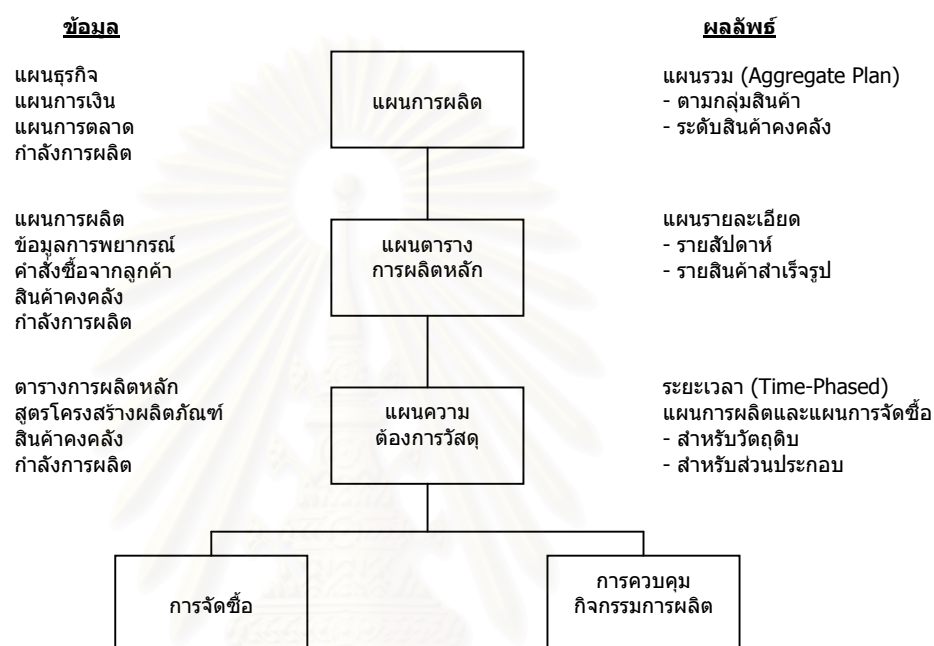 ข้อมูล
ผลลัพธ์
แผนธุรกิจ
แผนการเงิน
แผนการตลาด
กำลังการผลิต
แผนการผลิต
แผนรวม (Aggregate Plan)
- ตามกลุ่มสินค้า
- ระดับสินค้าคงคลัง
แผนการผลิต
ข้อมูลการพยากรณ์
คำสั่งซื้อจากลูกค้า
สินค้าคงคลัง
กำลังการผลิต
แผนตาราง
การผลิตหลัก
แผนรายละเอียด
- รายสัปดาห์
- รายสินค้าสำเร็จรูป
ตารางการผลิตหลัก
สูตรโครงสร้างผลิตภัณฑ์
สินค้าคงคลัง
กำลังการผลิต
แผนความ
ต้องการวัสดุ
ระยะเวลา (Time-Phased)
แผนการผลิตและแผนการจัดซื้อ
- สำหรับวัตถุดิบ
- สำหรับส่วนประกอบ
การจัดซื้อ
การควบคุม
กิจกรรมการผลิต